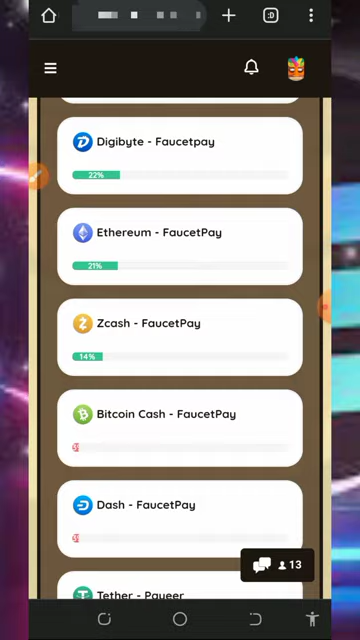 :D
Digibyte - Faucetpay
22%
Ethereum - FaucetPay
21%
Zcash - FaucetPay
14%
Bitcoin Cash - FaucetPay
Dash - FaucetPay
13
Tether - Payeer